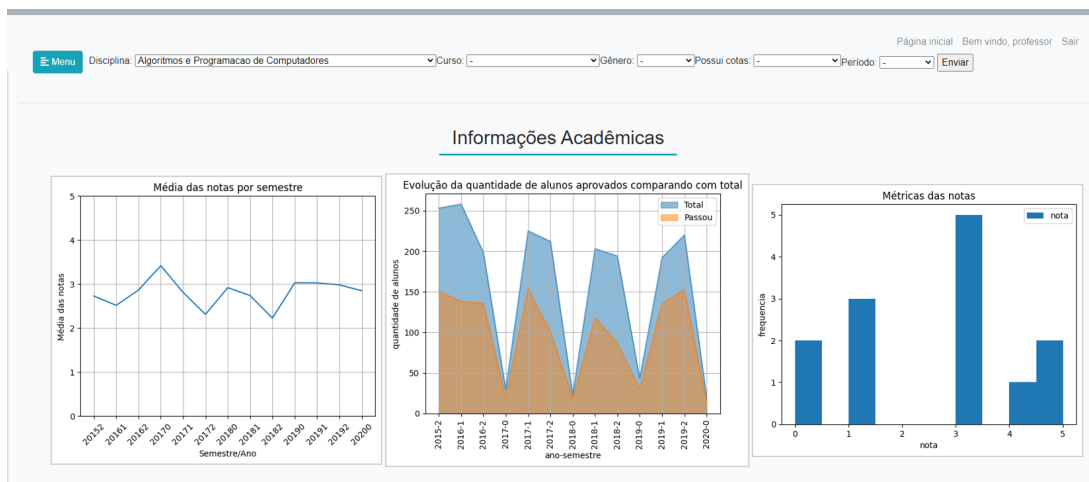 Página inicial Bem vindo, professor Sair
Menu Disciplina: Algoritmos e Programacao de Computadores Curso: - Gênero: - Possui cotas: - Período: - Enviar
Informações Acadêmicas
Média das notas por semestre
5
4
3
2
1
0
Média das notas
20152 20161 20162 20170 20171 20172 20180 20181 20182 20190 20191 20192 20200
Semestre/Ano
Evolução da quantidade de alunos aprovados comparando com total
Total
Passou
250
200
150
100
50
0
quantidade de alunos
2015-2 2016-1 2016-2 2017-0 2017-1 2017-2 2018-0 2018-1 2018-2 2019-0 2019-1 2019-2 2020-0
ano-semestre
Métricas das notas
nota
5
4
3
2
1
0
frequencia
0 1 2 3 4 5
nota